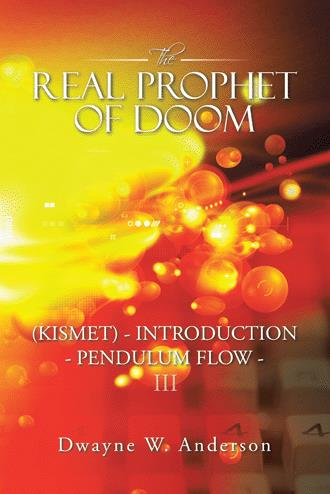 The
REAL PROPHET
OF DOOM
(KISMET) - INTRODUCTION
- PENDULUM FLOW -
III
Dwayne W. Anderson